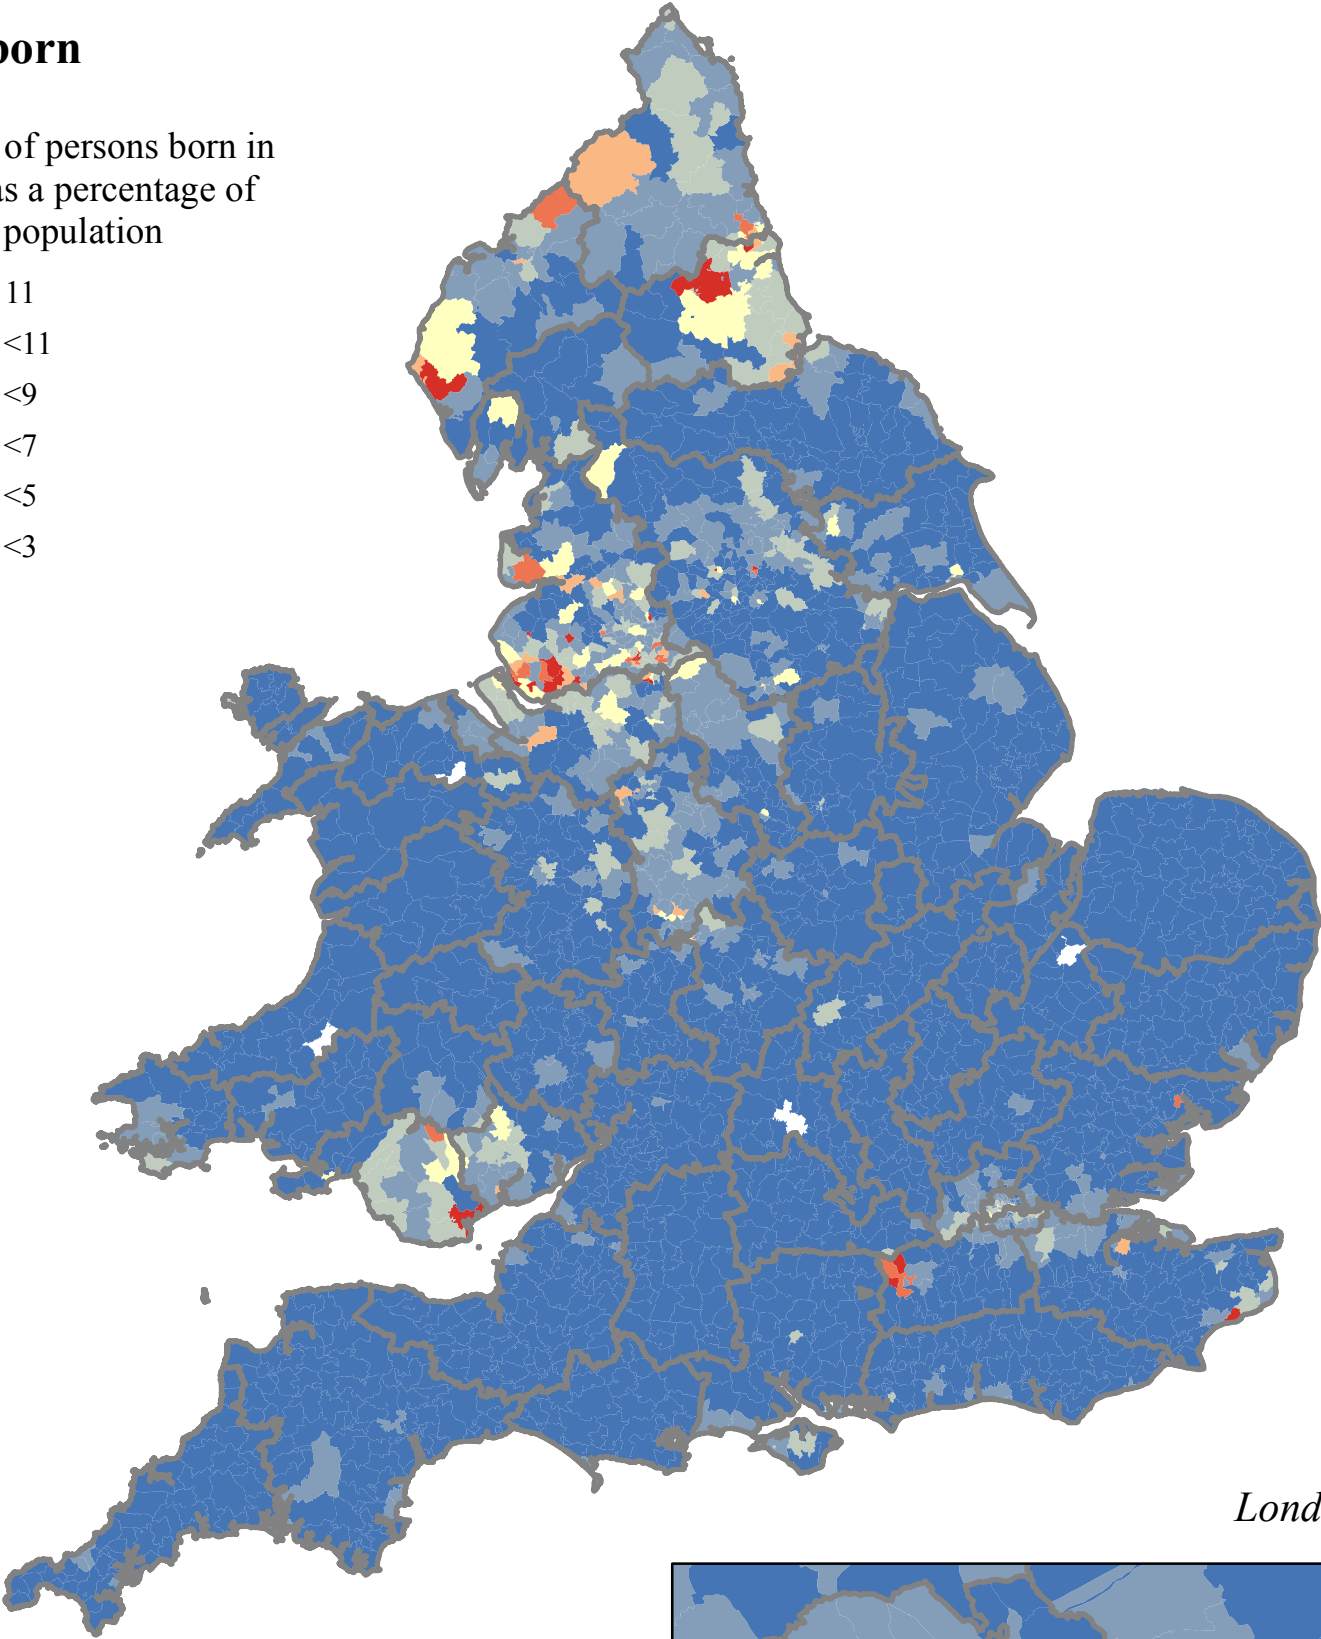 born
of persons born in
as a percentage of
population
11
<11
<9
<7
<5
<3
Lond